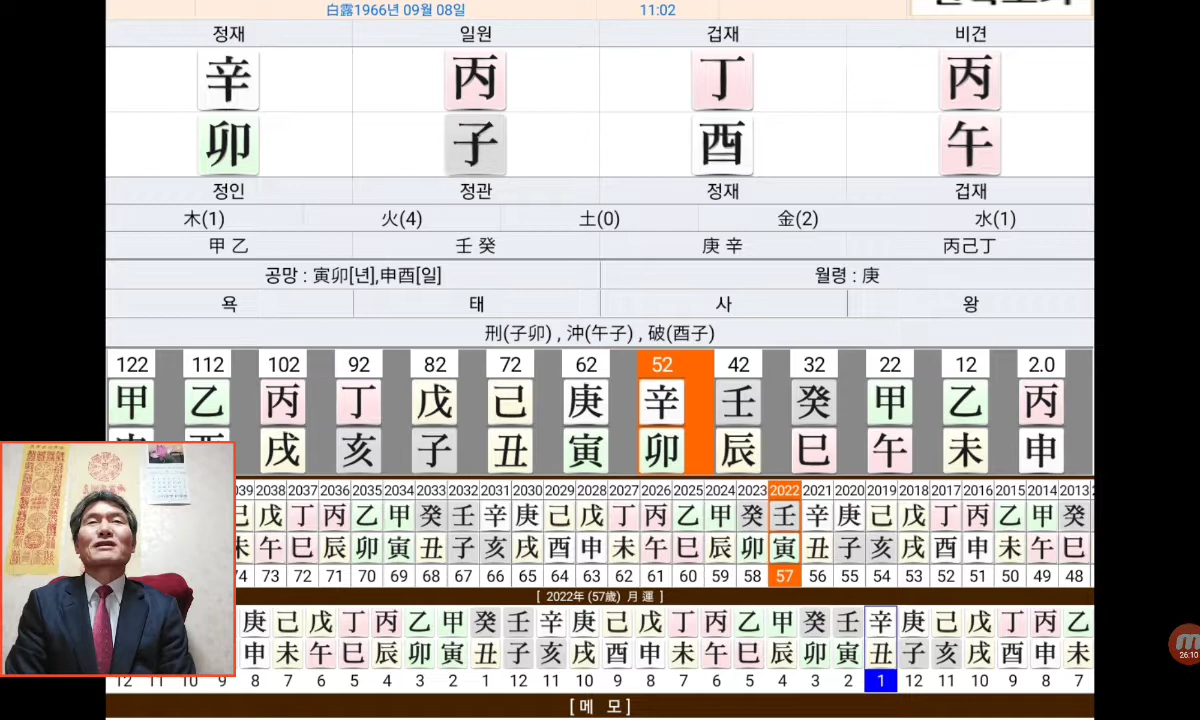 白露1966년 09월 08일 11:02
정재 일원 겁재 비견
辛 丙 丁 丙
卯 子 酉 午
정인 정관 정재 겁재
木(1) 火(4) 土(0) 金(2) 水(1)
甲 乙 壬 癸 庚 辛 丙己丁
공망 : 寅卯[년],申酉[일] 월령 : 庚
욕 태 사 왕
刑(子卯) , 沖(午子) , 破(酉子)
122 112 102 92 82 72 62 52 42 32 22 12 2.0
甲 乙 丙 丁 戊 己 庚 辛 壬 癸 甲 乙 丙
戌 亥 子 丑 寅 卯 辰 巳 午 未 申
2038 2037 2036 2035 2034 2033 2032 2031 2030 2029 2028 2027 2026 2025 2024 2023 2022 2021 2020 2019 2018 2017 2016 2015 2014 2013
戊 丁 丙 乙 甲 癸 壬 辛 庚 己 戊 丁 丙 乙 甲 癸 壬 辛 庚 己 戊 丁 丙 乙 甲 癸
午 巳 辰 卯 寅 丑 子 亥 戌 酉 申 未 午 巳 辰 卯 寅 丑 子 亥 戌 酉 申 未 午 巳
73 72 71 70 69 68 67 66 65 64 63 62 61 60 59 58 57 56 55 54 53 52 51 50 49 48
[ 2022年 (57歲) 月 運 ]
庚 己 戊 丁 丙 乙 甲 癸 壬 辛 庚 己 戊 丁 丙 乙 甲 癸 壬 辛 庚 己 戊 丁 丙 乙
申 未 午 巳 辰 卯 寅 丑 子 亥 戌 酉 申 未 午 巳 辰 卯 寅 丑 子 亥 戌 酉 申 未
12 11 10 9 8 7 6 5 4 3 2 1 12 11 10 9 8 7 6 5 4 3 2 1 12 11 10 9 8 7
[ 메 모 ]
26:10